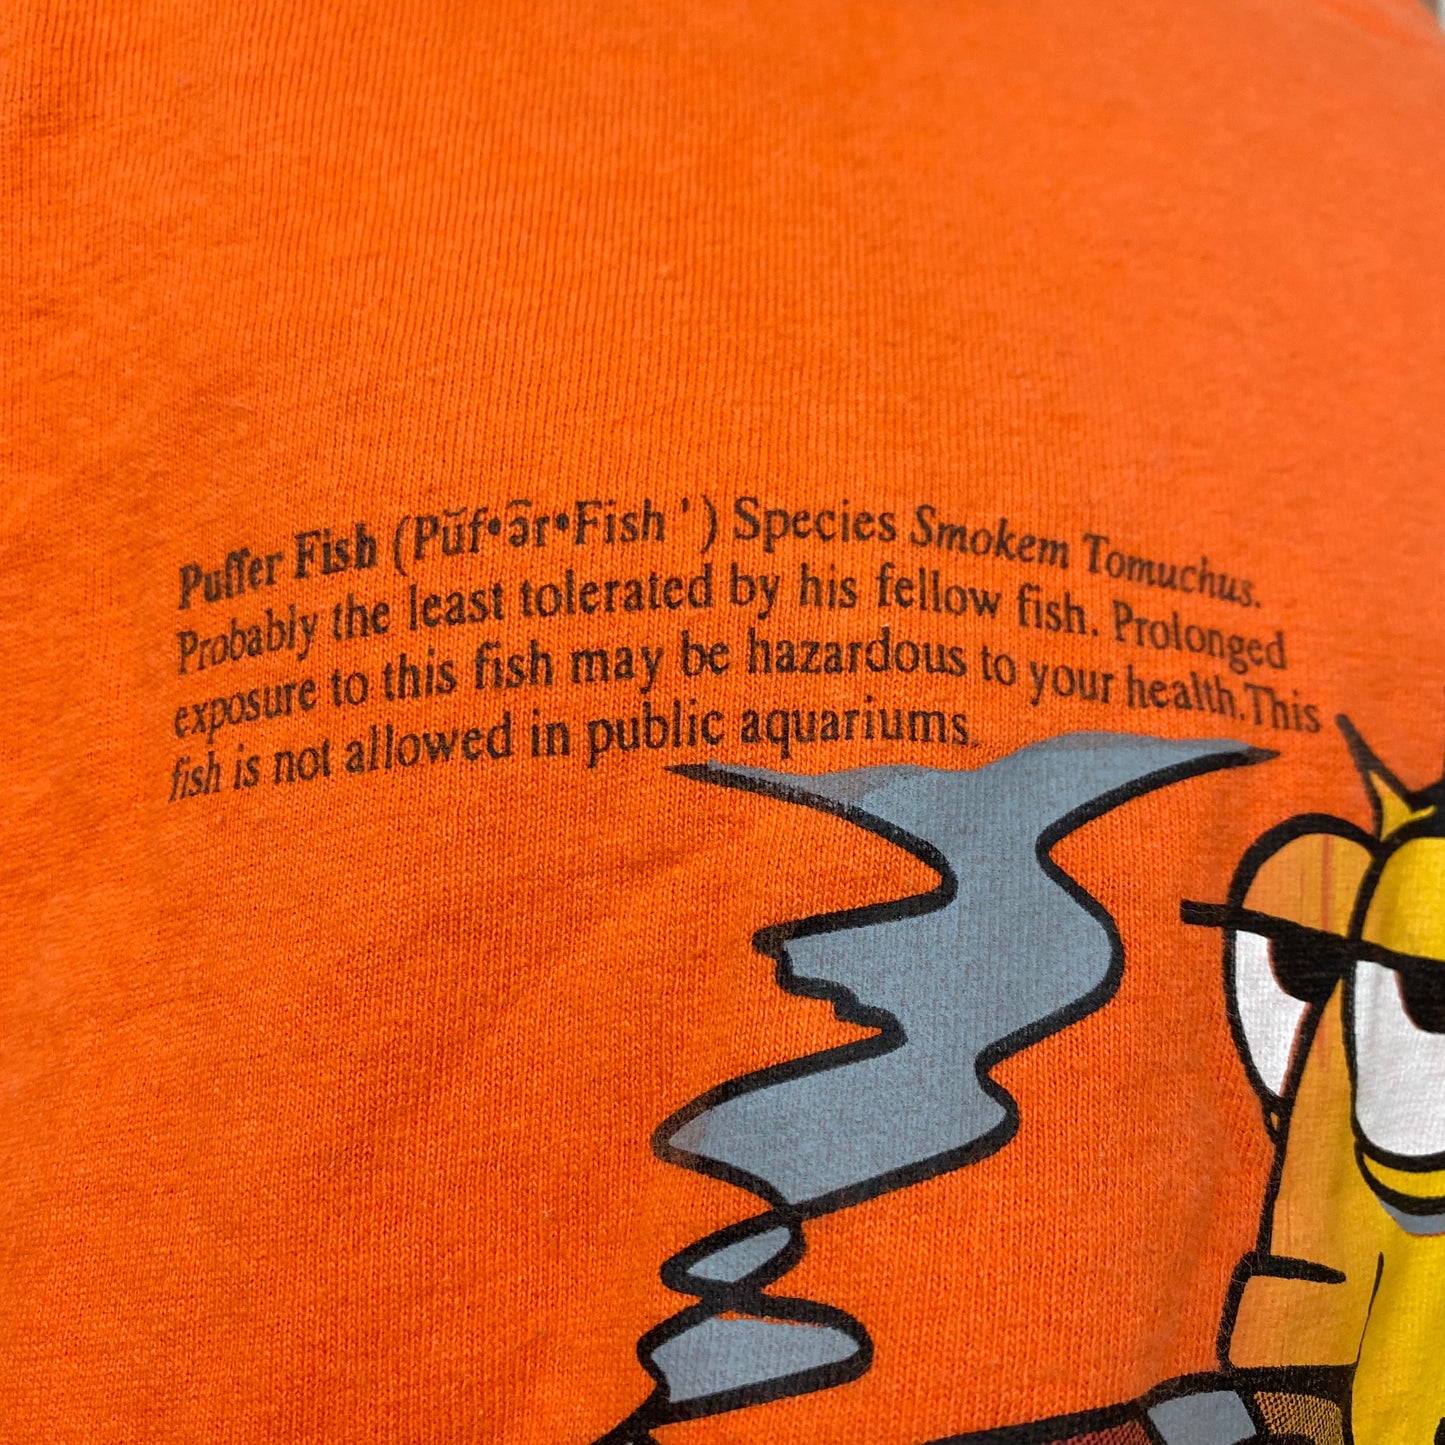 Puffer Fish (Pŭf•ə̂r•Fish ') Species Smokem Tomuchus.
Probably the least tolerated by his fellow fish. Prolonged
exposure to this fish may be hazardous to your health.This
fish is not allowed in public aquariums.